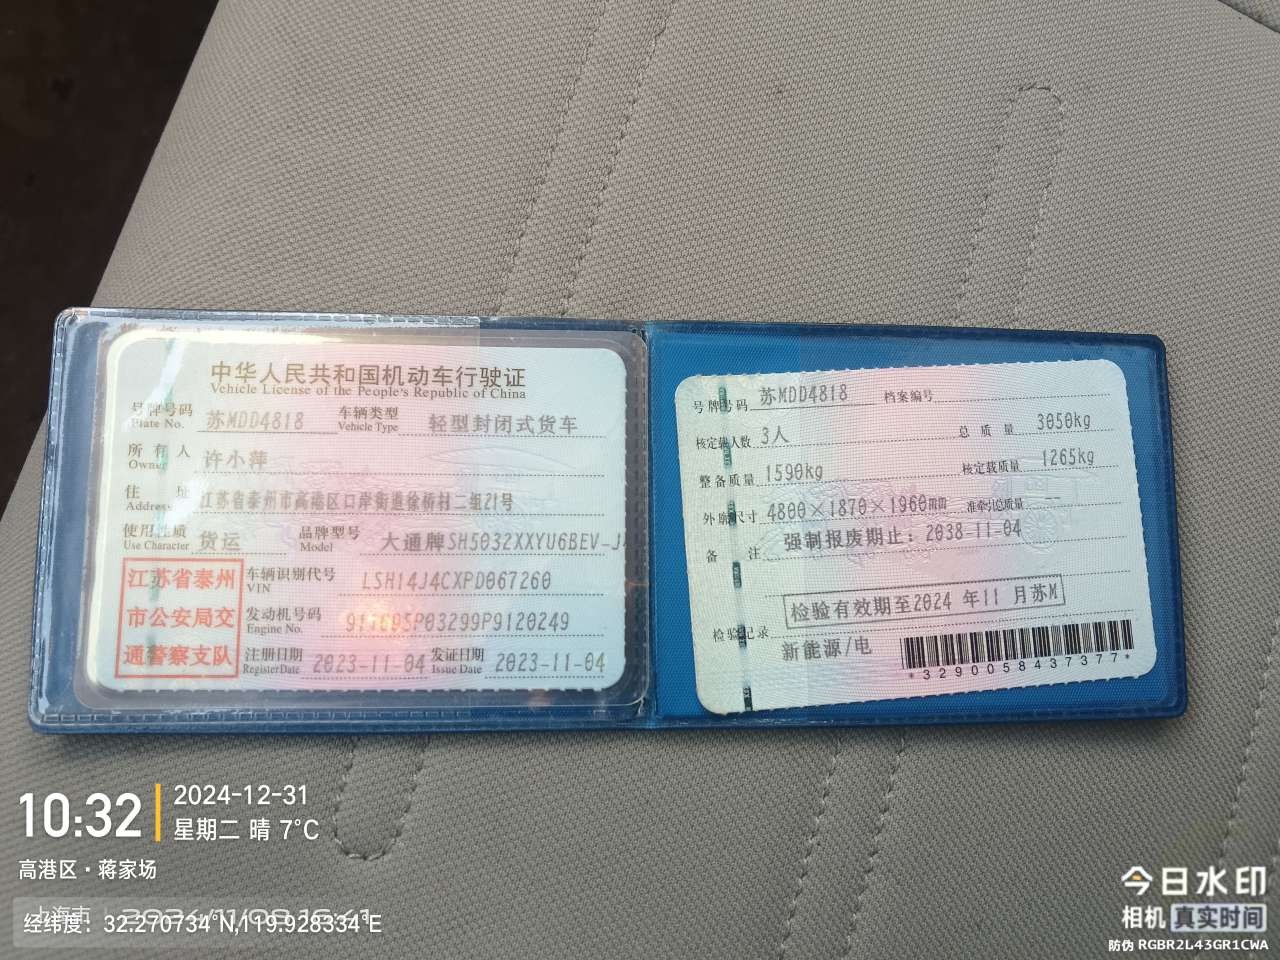 中华人民共和国机动车行驶证
Vehicle License of the People's Republic of China
号牌号码 苏MDD4818 车辆类型 轻型封闭式货车
Plate No. Vehicle Type
所有人 许小萍
Owner
住址 江苏省泰州市高港区口岸街道徐桥村二组21号
Address
使用性质 货运 品牌型号 大通牌SH5032XXYU6BEV-J
Use Character Model
江苏省泰州
市公安局交
通警察支队
车辆识别代号 LSH14J4CXPD067260
VIN
发动机号码 P03299P9120249
Engine No.
注册日期 2023-11-04 发证日期 2023-11-04
Register Date Issue Date
号牌号码 苏MDD4818 档案编号
核定载人数 3人 总质量 3050kg
整备质量 1590kg 核定载质量 1265kg
外廓尺寸 4800×1870×1960mm 准牵引总质量 --
备注 强制报废期止：2038-11-04
检验有效期至2024年11月苏M
检验记录
新能源/电
*3290058437377*
10:32
2024-12-31
星期二 晴 7°C
高港区·蒋家场
上海市
经纬度：32.270734°N,119.928334°E
今日水印
相机 真实时间
防伪 RGBR2L43GR1CWA